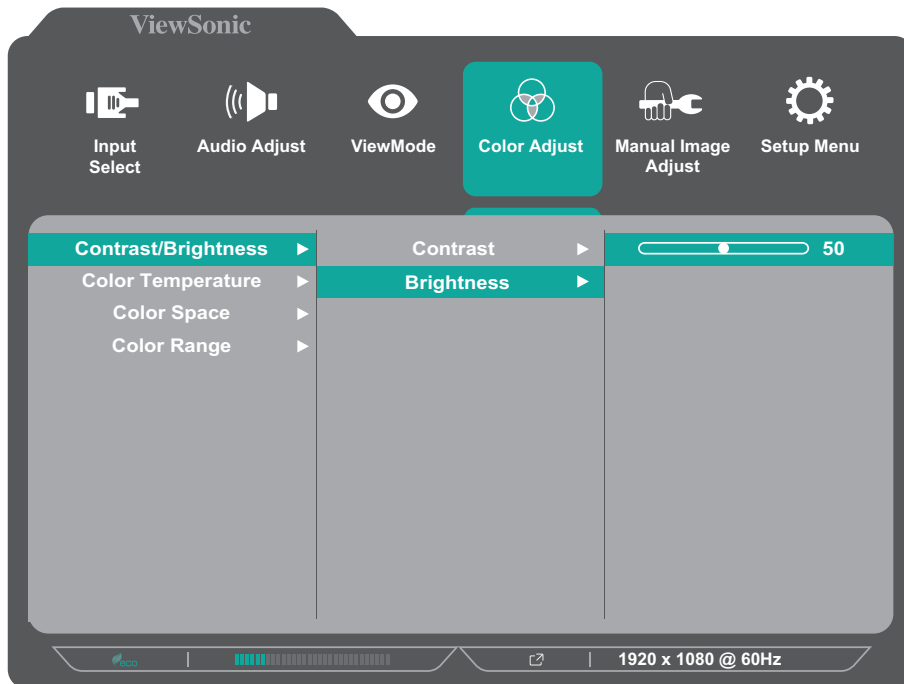 ViewSonic
Input
Select
Audio Adjust
ViewMode
Color Adjust
Manual Image
Adjust
Setup Menu
Contrast/Brightness
Color Temperature
Color Space
Color Range
Contrast
Brightness
50
eco
1920 x 1080 @ 60Hz